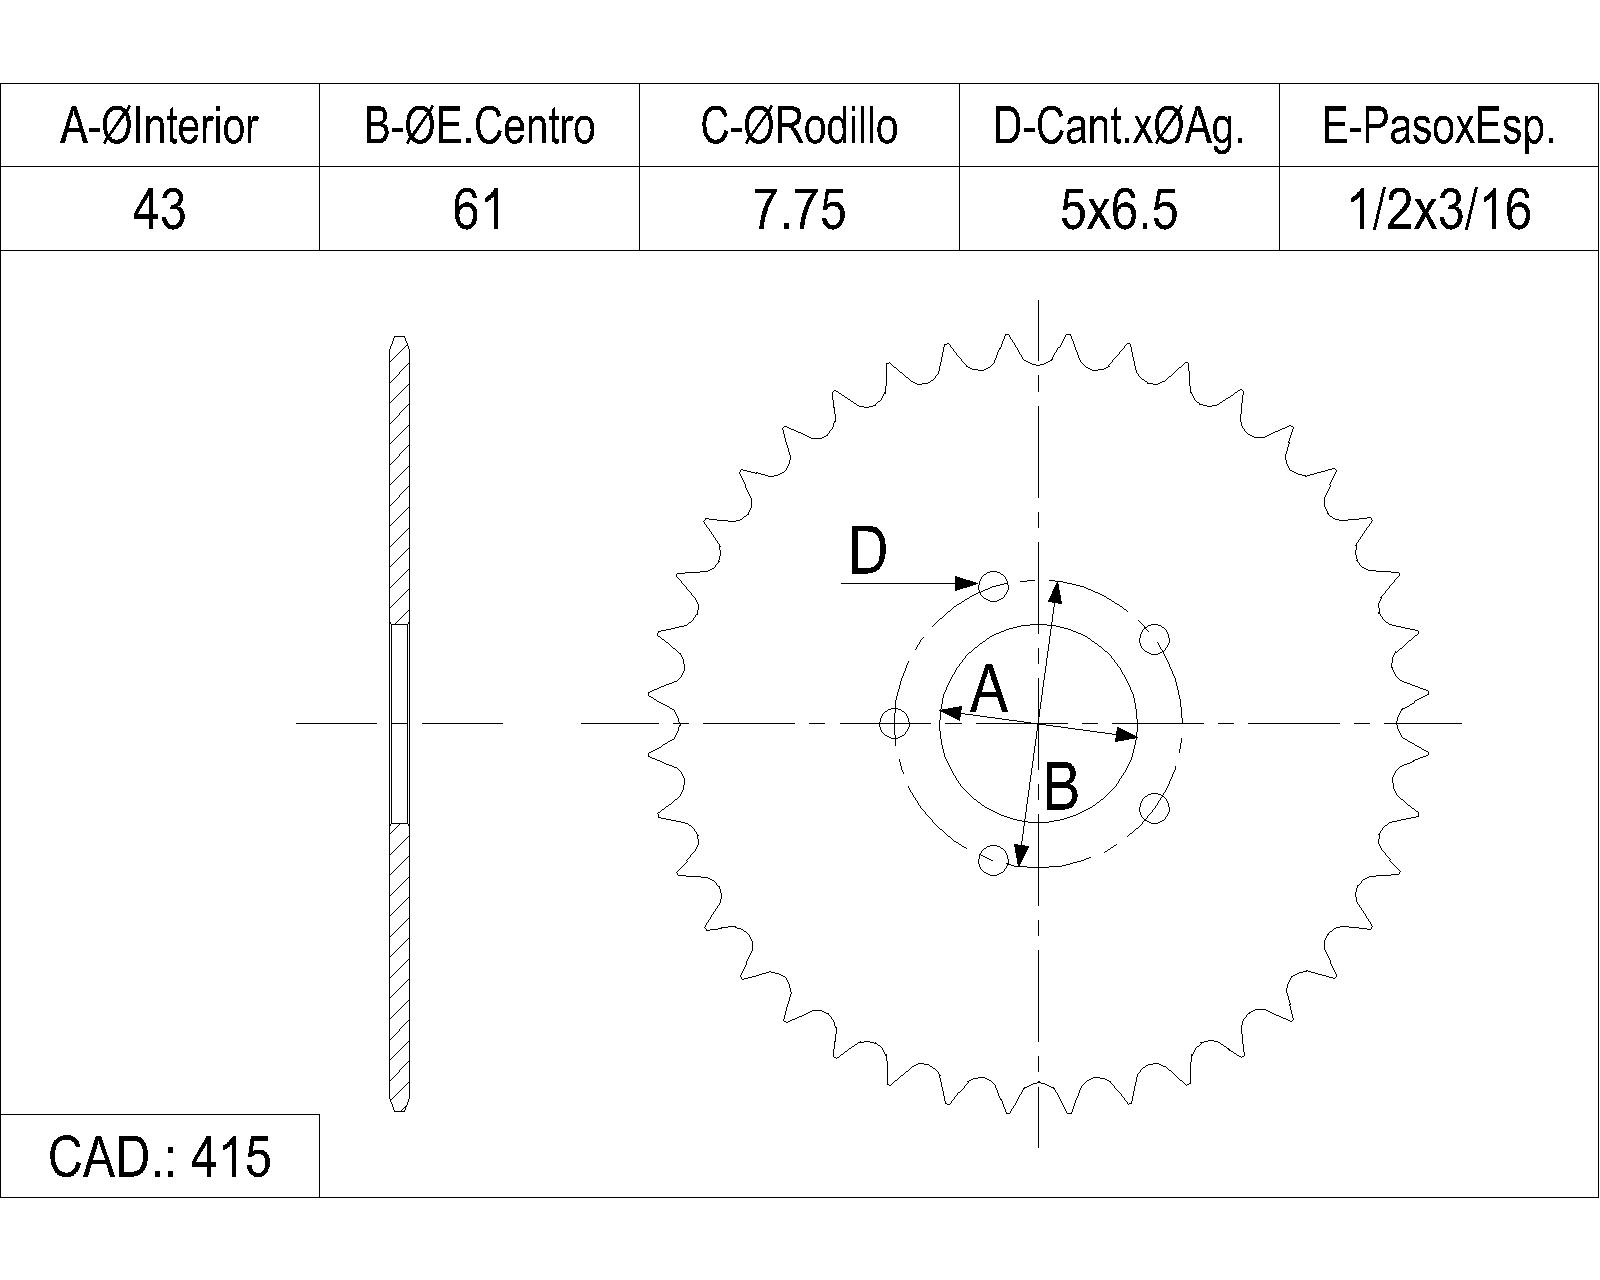 A-ØInterior B-ØE.Centro C-ØRodillo D-Cant.xØAg. E-PasoxEsp.
43 61 7.75 5x6.5 1/2x3/16
D
A
B
CAD.: 415